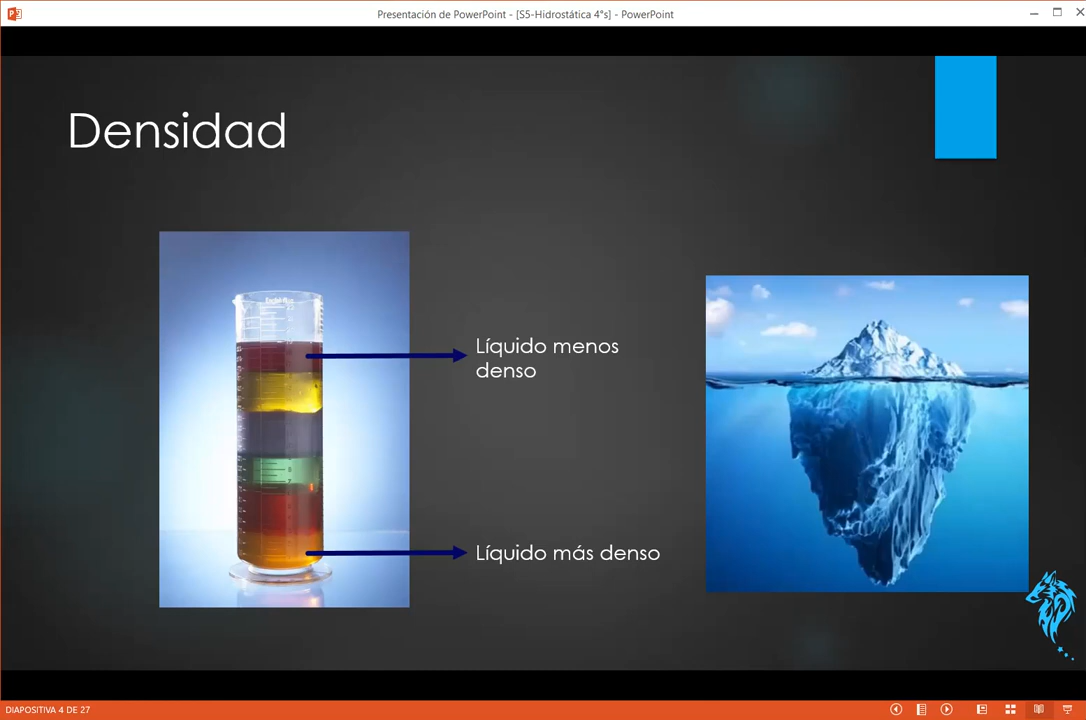 Presentación de PowerPoint - [S5-Hidrostática 4°s] - PowerPoint
Densidad
Líquido menos
denso
Líquido más denso
DIAPOSITIVA 4 DE 27